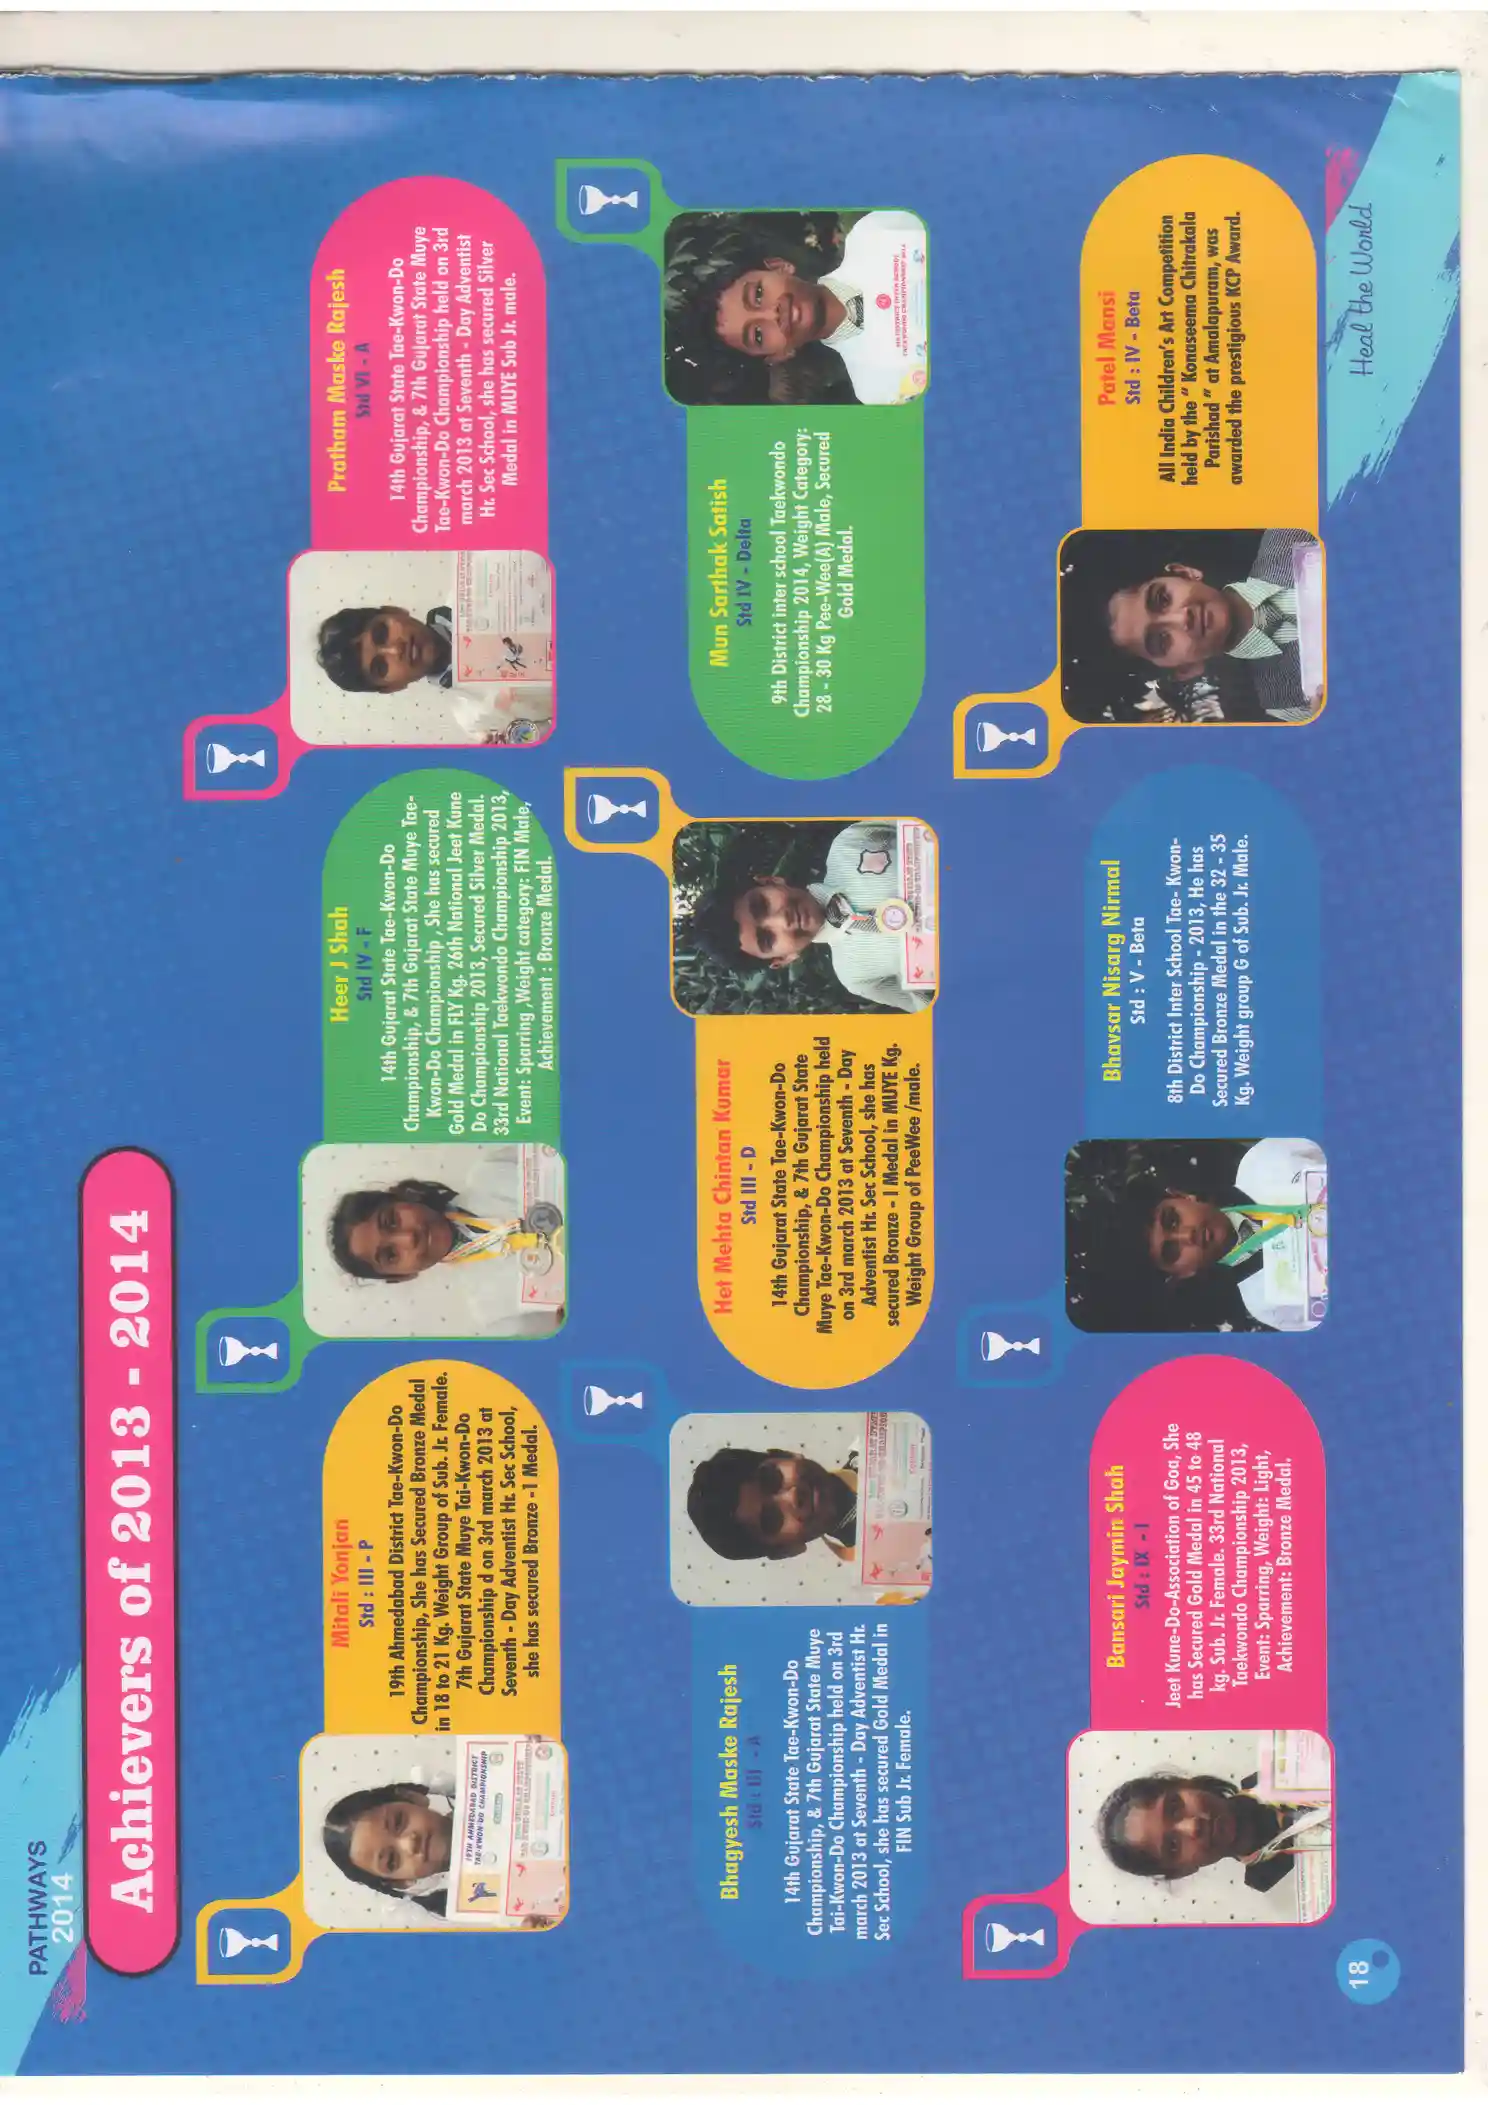 PATHWAYS
2014
Achievers of 2013 - 2014
Mitali Yonjan
Std : III - P
19th Ahmedabad District Tae-Kwon-Do
Championship, She has Secured Bronze Medal
in 18 to 21 Kg. Weight Group of Sub. Jr. Female.
7th Gujarat State Muye Tai-Kwon-Do
Championship d on 3rd march 2013 at
Seventh - Day Adventist Hr. Sec School,
she has secured Bronze -1 Medal.
19TH AHMEDABAD DISTRICT
TAE-KWON-DO CHAMPIONSHIP
Heer J Shah
Std IV - F
14th Gujarat State Tae-Kwon-Do
Championship, & 7th Gujarat State Muye Tae-
Kwon-Do Championship , She has secured
Gold Medal in FLY Kg. 26th National Jeet Kune
Do Championship 2013, Secured Silver Medal.
33rd National Taekwondo Championship 2013,
Event: Sparring ,Weight category: FIN Male,
Achievement : Bronze Medal.
Pratham Maske Rajesh
Std VI - A
14th Gujarat State Tae-Kwon-Do
Championship, & 7th Gujarat State Muye
Tae-Kwon-Do Championship held on 3rd
march 2013 at Seventh - Day Adventist
Hr. Sec School, she has secured Silver
Medal in MUYE Sub Jr. male.
Bhagyesh Maske Rajesh
Std : III - A
14th Gujarat State Tae-Kwon-Do
Championship, & 7th Gujarat State Muye
Tai-Kwon-Do Championship held on 3rd
march 2013 at Seventh - Day Adventist Hr.
Sec School, she has secured Gold Medal in
FIN Sub Jr. Female.
Het Mehta Chintan Kumar
Std III - D
14th Gujarat State Tae-Kwon-Do
Championship, & 7th Gujarat State
Muye Tae-Kwon-Do Championship held
on 3rd march 2013 at Seventh - Day
Adventist Hr. Sec School, she has
secured Bronze - I Medal in MUYE Kg.
Weight Group of PeeWee /male.
Mun Sarthak Satish
Std IV - Delta
9th District inter school Taekwondo
Championship 2014, Weight Category:
28 - 30 Kg Pee-Wee(A) Male, Secured
Gold Medal.
Bansari Jaymin Shah
Std : IX - I
Jeet Kune-Do-Association of Goa, She
has Secured Gold Medal in 45 to 48
kg. Sub. Jr. Female. 33rd National
Taekwondo Championship 2013,
Event: Sparring, Weight: Light,
Achievement: Bronze Medal.
Bhavsar Nisarg Nirmal
Std : V - Beta
8th District Inter School Tae - Kwon-
Do Championship - 2013, He has
Secured Bronze Medal in the 32 - 35
Kg. Weight group G of Sub. Jr. Male.
Patel Mansi
Std : IV - Beta
All India Children's Art Competition
held by the " Konaseema Chitrakala
Parishad " at Amalapuram, was
awarded the prestigious KCP Award.
18
Heal the World